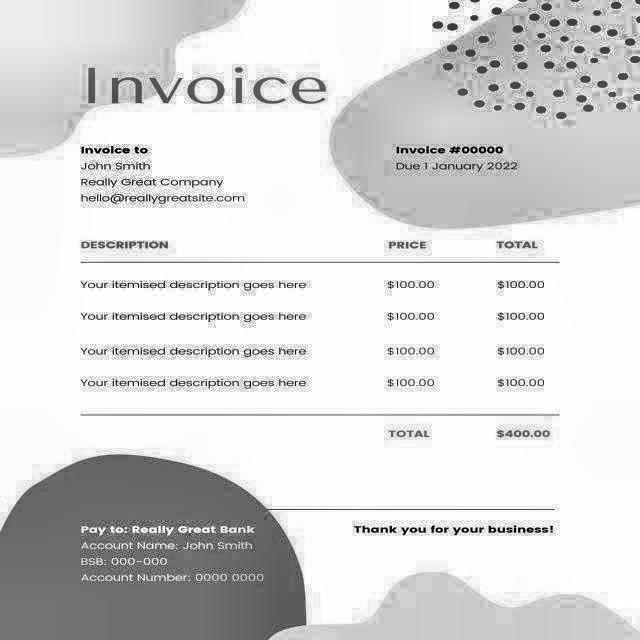 Invoice
Invoice to
John Smith
Really Great Company
hello@reallygreatsite.com
Invoice #00000
Due 1 January 2022
DESCRIPTION PRICE TOTAL
Your itemised description goes here $100.00 $100.00
Your itemised description goes here $100.00 $100.00
Your itemised description goes here $100.00 $100.00
Your itemised description goes here $100.00 $100.00
TOTAL $400.00
Pay to: Really Great Bank
Account Name: John Smith
BSB: 000-000
Account Number: 0000 0000
Thank you for your business!